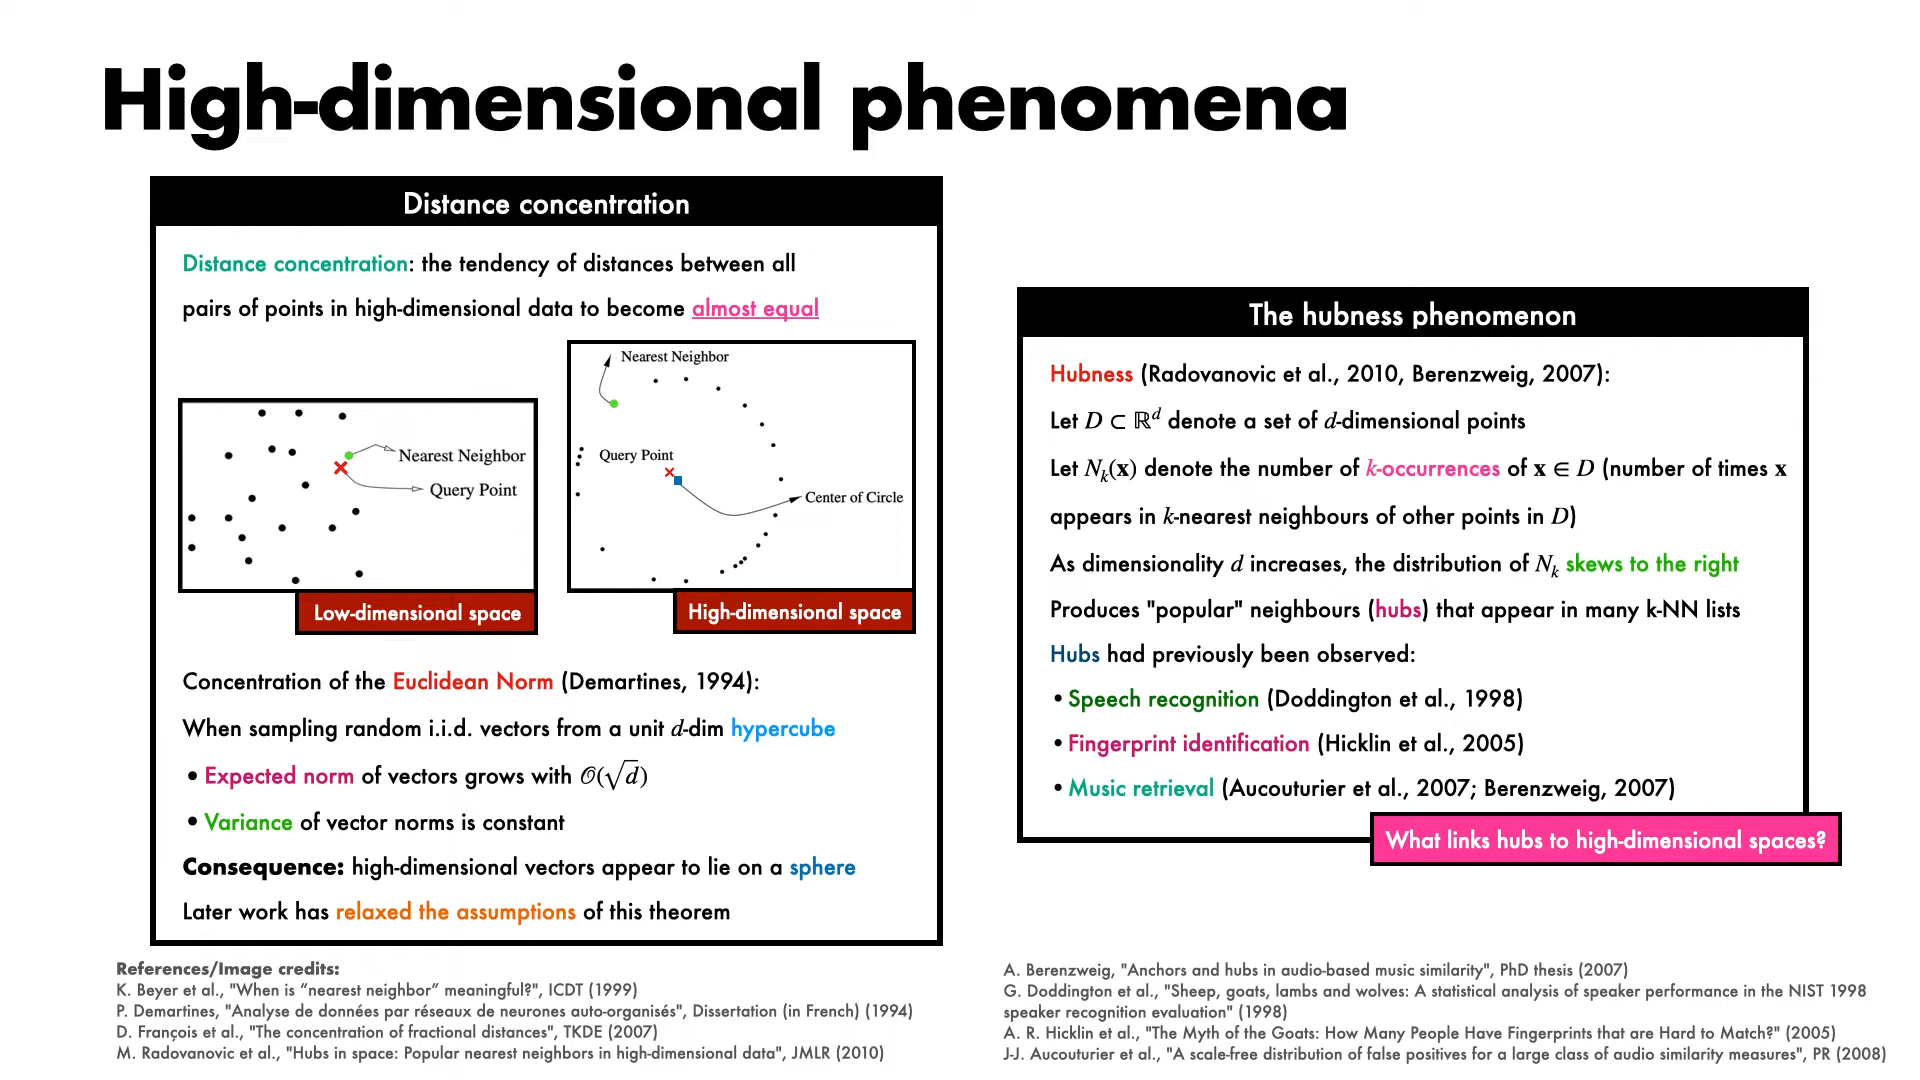 High-dimensional phenomena
Distance concentration
Distance concentration: the tendency of distances between all
pairs of points in high-dimensional data to become almost equal
Nearest Neighbor
Query Point
Low-dimensional space
Nearest Neighbor
Query Point
Center of Circle
High-dimensional space
Concentration of the Euclidean Norm (Demartines, 1994):
When sampling random i.i.d. vectors from a unit d-dim hypercube
• Expected norm of vectors grows with 𝒪(√d)
• Variance of vector norms is constant
Consequence: high-dimensional vectors appear to lie on a sphere
Later work has relaxed the assumptions of this theorem
The hubness phenomenon
Hubness (Radovanovic et al., 2010, Berenzweig, 2007):
Let D ⊂ ℝ^d denote a set of d-dimensional points
Let N_k(x) denote the number of k-occurrences of x ∈ D (number of times x
appears in k-nearest neighbours of other points in D)
As dimensionality d increases, the distribution of N_k skews to the right
Produces "popular" neighbours (hubs) that appear in many k-NN lists
Hubs had previously been observed:
• Speech recognition (Doddington et al., 1998)
• Fingerprint identification (Hicklin et al., 2005)
• Music retrieval (Aucouturier et al., 2007; Berenzweig, 2007)
What links hubs to high-dimensional spaces?
References/Image credits:
K. Beyer et al., "When is “nearest neighbor” meaningful?", ICDT (1999)
P. Demartines, "Analyse de données par réseaux de neurones auto-organisés", Dissertation (in French) (1994)
D. François et al., "The concentration of fractional distances", TKDE (2007)
M. Radovanovic et al., "Hubs in space: Popular nearest neighbors in high-dimensional data", JMLR (2010)
A. Berenzweig, "Anchors and hubs in audio-based music similarity", PhD thesis (2007)
G. Doddington et al., "Sheep, goats, lambs and wolves: A statistical analysis of speaker performance in the NIST 1998
speaker recognition evaluation" (1998)
A. R. Hicklin et al., "The Myth of the Goats: How Many People Have Fingerprints that are Hard to Match?" (2005)
J-J. Aucouturier et al., "A scale-free distribution of false positives for a large class of audio similarity measures", PR (2008)